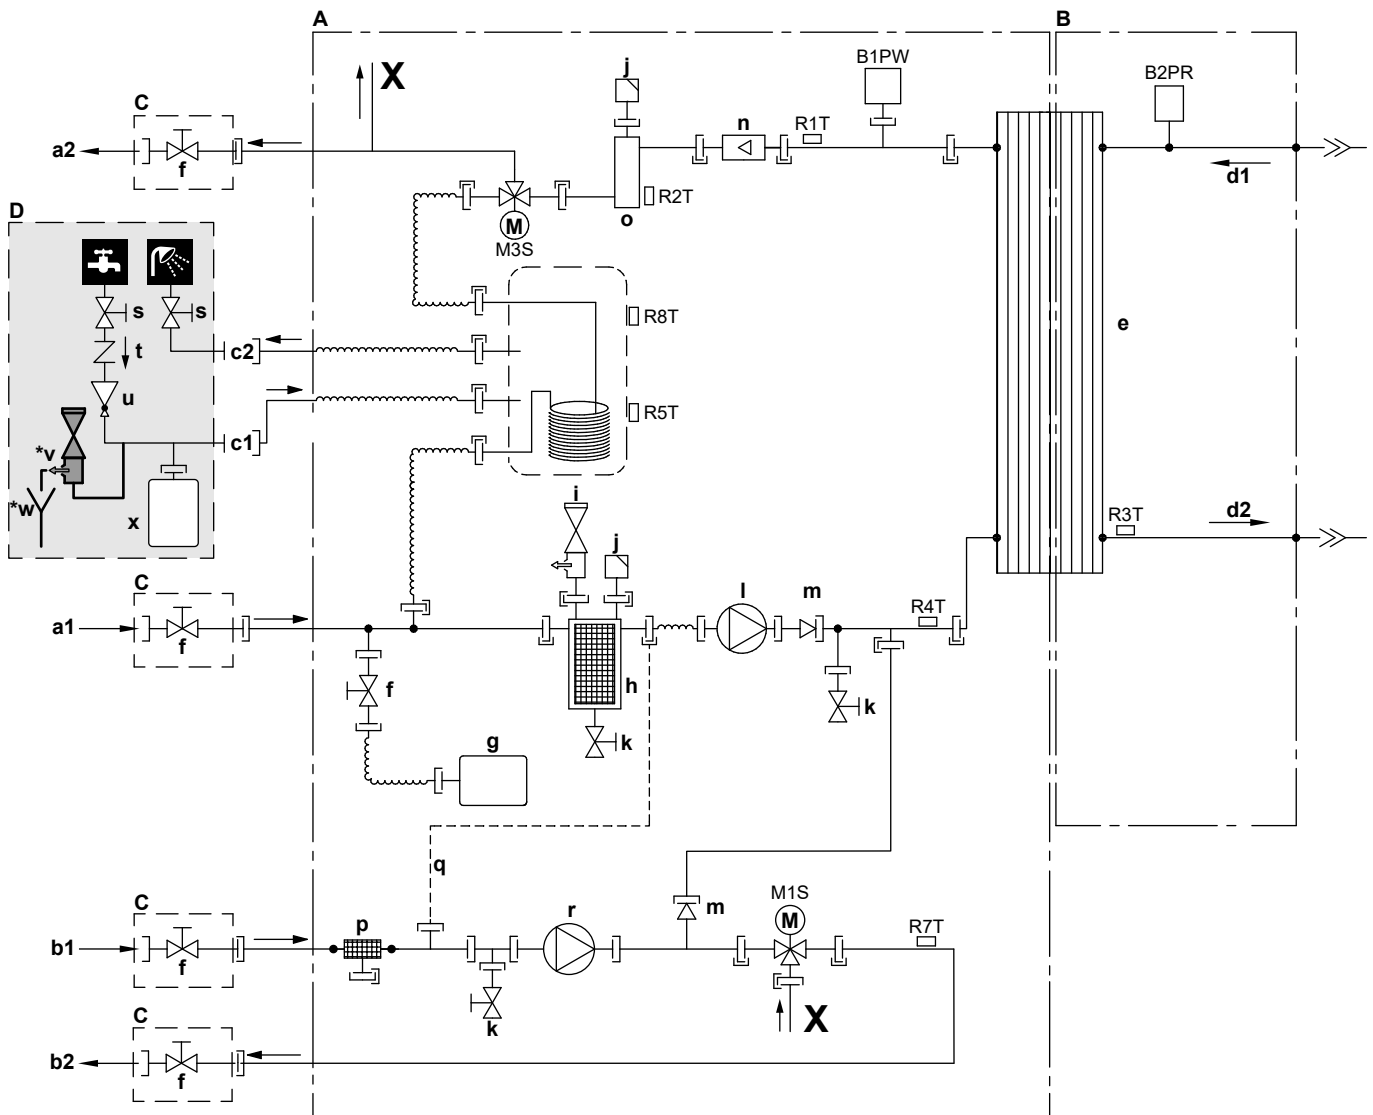 A
B
X
j
B1PW
B2PR
C
n
R1T
a2
f
d1
D
R2T
o
M
M3S
s
s
R8T
e
t
c2
u
R5T
c1
*v
*w
x
i
d2
R3T
j
C
l
m
R4T
a1
f
f
h
k
k
g
q
C
p
r
m
M1S
M
R7T
b1
f
k
X
C
b2
f